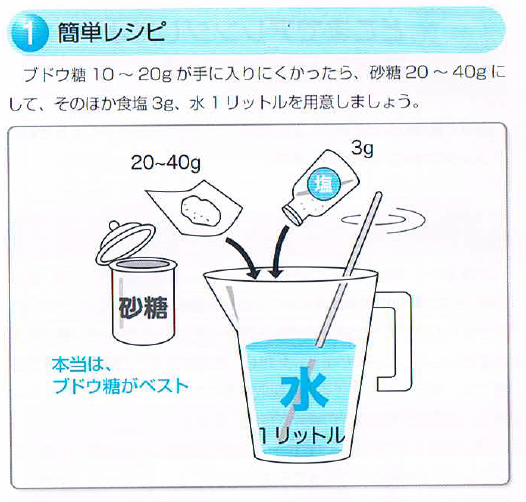 1 簡単レシピ
ブドウ糖 10 〜 20g が手に入りにくかったら、砂糖 20 〜 40g に
して、そのほか食塩 3g、水 1 リットルを用意しましょう。
20~40g
3g
塩
砂糖
本当は、
ブドウ糖がベスト
水
1リットル